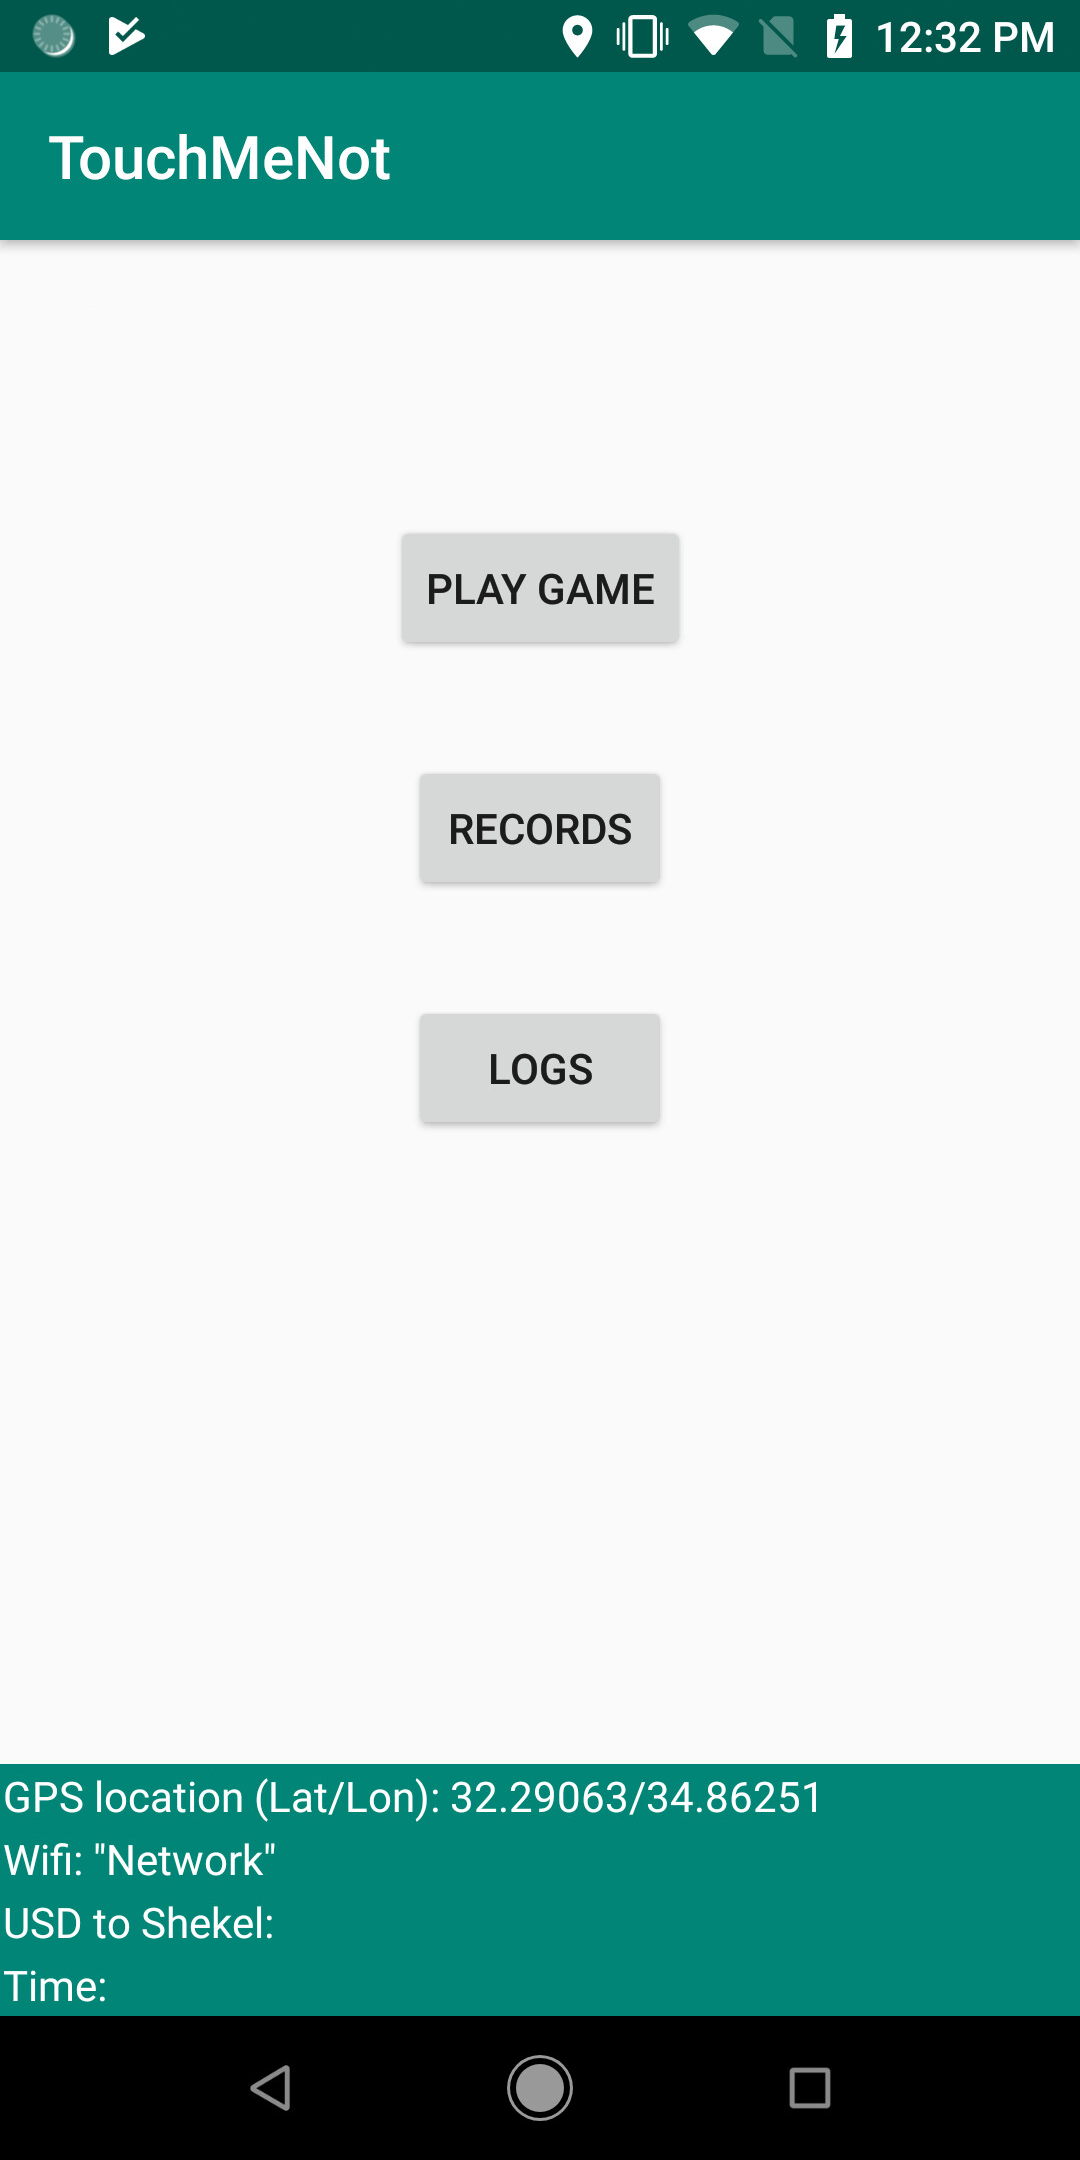 12:32 PM
TouchMeNot
PLAY GAME
RECORDS
LOGS
GPS location (Lat/Lon): 32.29063/34.86251
Wifi: "Network"
USD to Shekel:
Time: